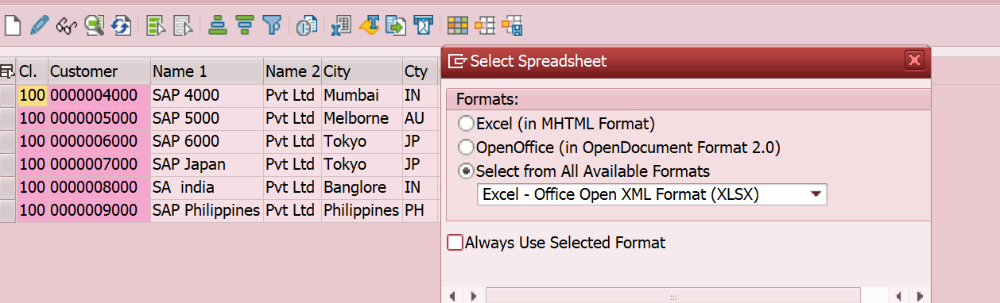 Cl. Customer Name 1 Name 2 City Cty
100 0000004000 SAP 4000 Pvt Ltd Mumbai IN
100 0000005000 SAP 5000 Pvt Ltd Melborne AU
100 0000006000 SAP 6000 Pvt Ltd Tokyo JP
100 0000007000 SAP Japan Pvt Ltd Tokyo JP
100 0000008000 SA india Pvt Ltd Banglore IN
100 0000009000 SAP Philippines Pvt Ltd Philippines PH
Select Spreadsheet
Formats:
Excel (in MHTML Format)
OpenOffice (in OpenDocument Format 2.0)
Select from All Available Formats
Excel - Office Open XML Format (XLSX)
Always Use Selected Format